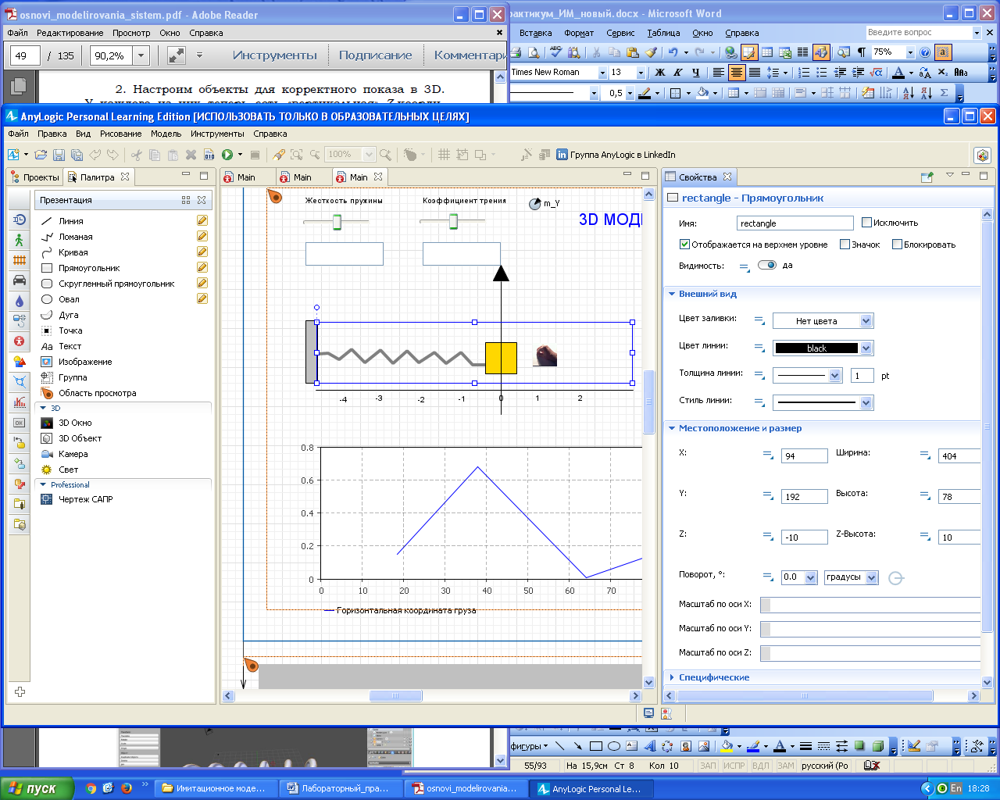 osnovi_modelirovania_sistem.pdf - Adobe Reader
рактикум_ИМ_новый.docx - Microsoft Word
Файл Редактирование Просмотр Окно Справка
Вставка Формат Сервис Таблица Окно Справка
Введите вопрос
49 / 135 90,2% Инструменты Подписание Комментари
75%
Times New Roman 13 Ж К Ч
2. Настроим объекты для корректного показа в 3D.
0,5
AnyLogic Personal Learning Edition [ИСПОЛЬЗОВАТЬ ТОЛЬКО В ОБРАЗОВАТЕЛЬНЫХ ЦЕЛЯХ]
Файл Правка Вид Рисование Модель Инструменты Справка
100% Группа AnyLogic в LinkedIn
Проекты Палитра
Main Main Main
Свойства
Презентация
Линия
Ломаная
Кривая
Прямоугольник
Скругленный прямоугольник
Овал
Дуга
Точка
Aa Текст
Изображение
Группа
Область просмотра
3D
3D Окно
3D Объект
Камера
Свет
Professional
Чертеж САПР
Жесткость пружины Коэффициент трения m_Y
3D МОД
-4 -3 -2 -1 0 1 2
0.8
0.6
0.4
0.2
0
0 10 20 30 40 50 60 70
Горизонтальная координата груза
rectangle - Прямоугольник
Имя: rectangle Исключить
Отображается на верхнем уровне Значок Блокировать
Видимость: да
Внешний вид
Цвет заливки: Нет цвета
Цвет линии: black
Толщина линии: 1 pt
Стиль линии:
Местоположение и размер
X: 94 Ширина: 404
Y: 192 Высота: 78
Z: -10 Z-Высота: 10
Поворот, °: 0.0 градусы
Масштаб по оси X:
Масштаб по оси Y:
Масштаб по оси Z:
Специфические
фигуры
55/93 На 15,9см Ст 8 Кол 10 ЗАП ИСПР ВДЛ ЗАМ русский (Ро
пуск
Имитационное моде...
Лабораторный_пра...
osnovi_modelirovania...
AnyLogic Personal Le...
En 18:28